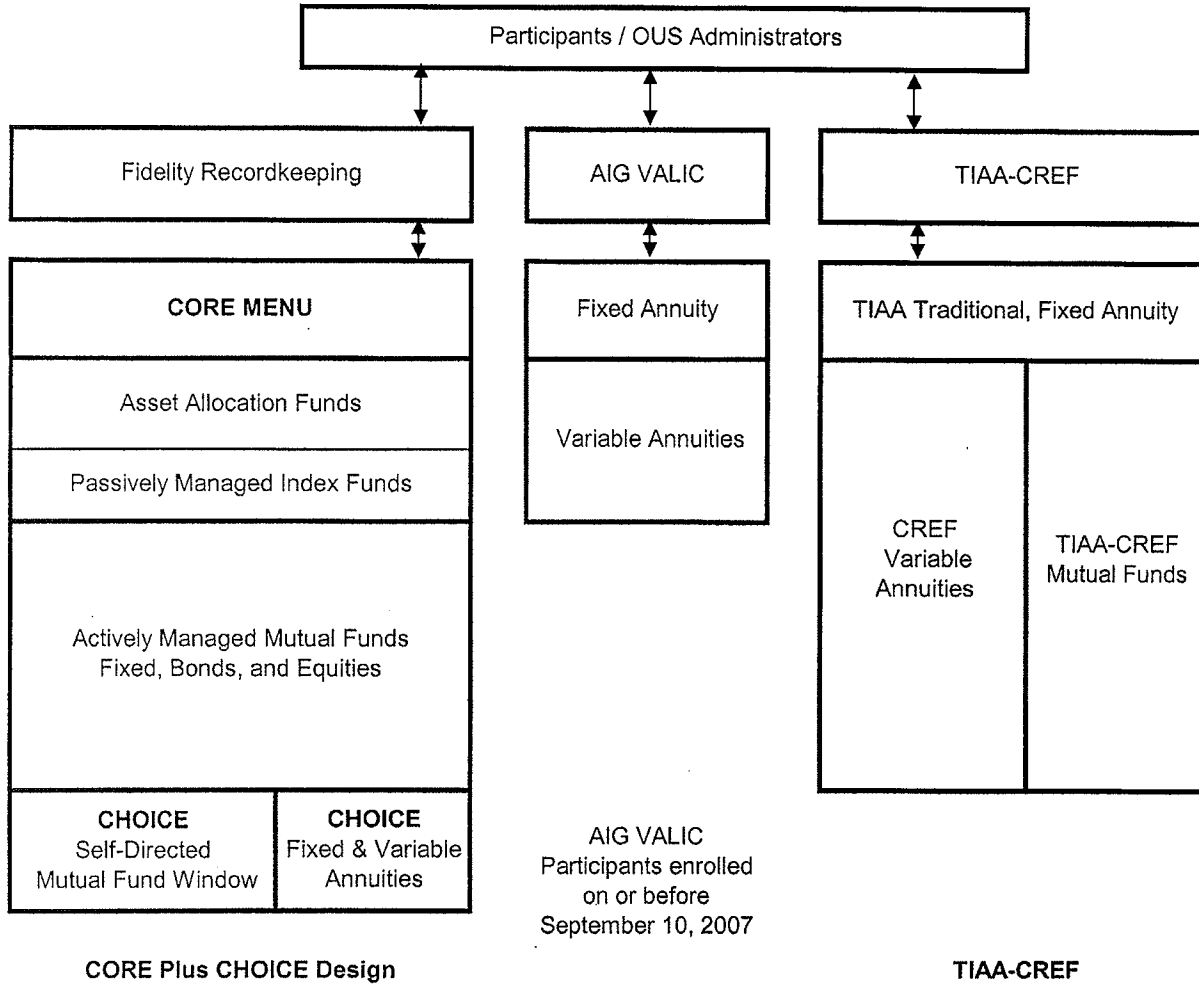 Participants / OUS Administrators
Fidelity Recordkeeping
AIG VALIC
TIAA-CREF
CORE MENU
Asset Allocation Funds
Passively Managed Index Funds
Actively Managed Mutual Funds
Fixed, Bonds, and Equities
CHOICE
Self-Directed
Mutual Fund Window
CHOICE
Fixed & Variable
Annuities
CORE Plus CHOICE Design
Fixed Annuity
Variable Annuities
AIG VALIC
Participants enrolled
on or before
September 10, 2007
TIAA Traditional, Fixed Annuity
CREF
Variable
Annuities
TIAA-CREF
Mutual Funds
TIAA-CREF